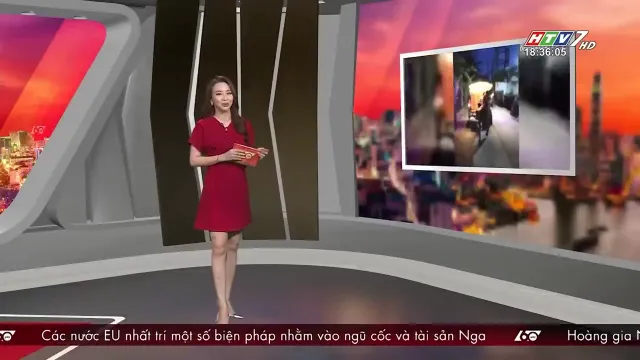 HTV7 HD
18:36:05
Các nước EU nhất trí một số biện pháp nhằm vào ngũ cốc và tài sản Nga
Hoàng gia